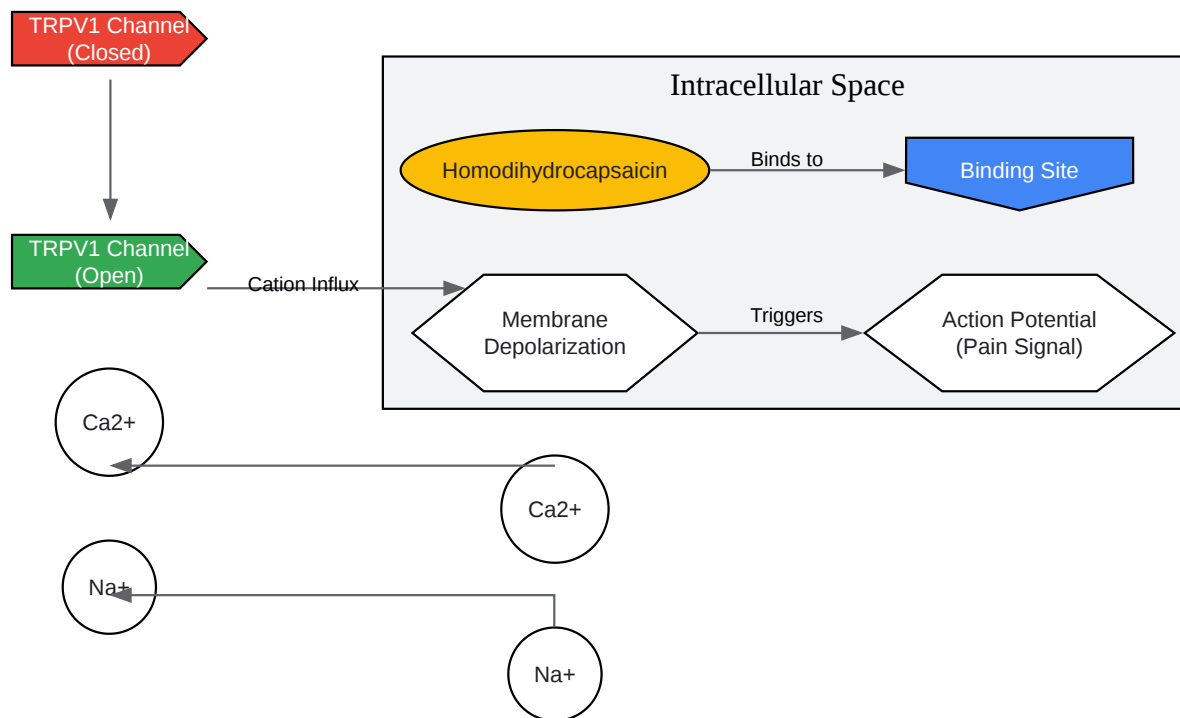 TRPV1 Channel
(Closed)
Intracellular Space
Homodihydrocapsaicin
Binds to
Binding Site
TRPV1 Channel
(Open)
Cation Influx
Membrane
Depolarization
Triggers
Action Potential
(Pain Signal)
Ca2+
Ca2+
Na+
Na+